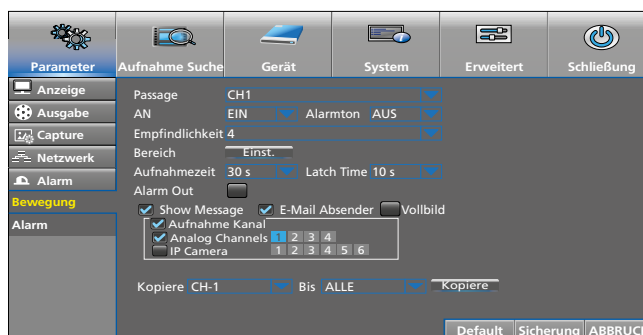 Parameter Aufnahme Suche Gerät System Erweitert Schließung
Anzeige
Ausgabe
Capture
Netzwerk
Alarm
Bewegung
Alarm
Passage CH1
AN EIN Alarmton AUS
Empfindlichkeit 4
Bereich Einst.
Aufnahmezeit 30 s Latch Time 10 s
Alarm Out
Show Message E-Mail Absender Vollbild
Aufnahme Kanal
Analog Channels 1 2 3 4
IP Camera 1 2 3 4 5 6
Kopiere CH-1 Bis ALLE Kopiere
Default Sicherung ABBRUCH